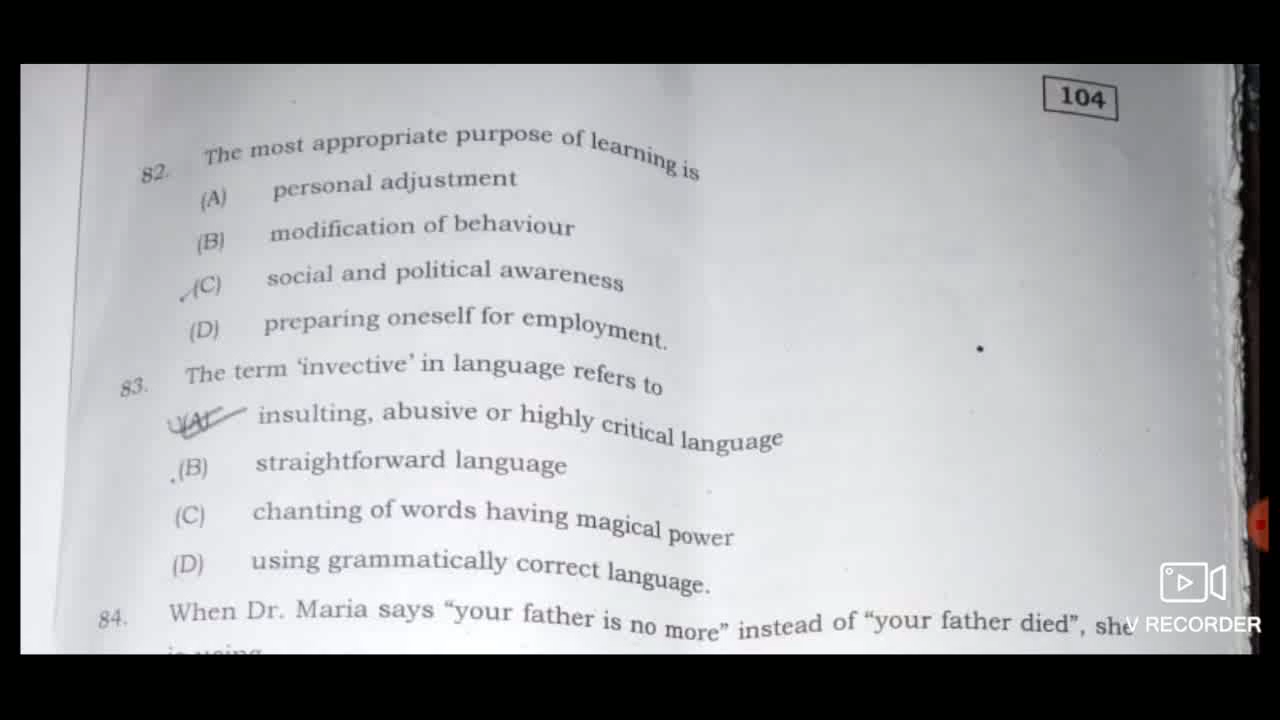 104
82. The most appropriate purpose of learning is
(A) personal adjustment
(B) modification of behaviour
(C) social and political awareness
(D) preparing oneself for employment.
83. The term ‘invective’ in language refers to
(A) insulting, abusive or highly critical language
(B) straightforward language
(C) chanting of words having magical power
(D) using grammatically correct language.
84. When Dr. Maria says “your father is no more” instead of “your father died”, she
is using
V RECORDER